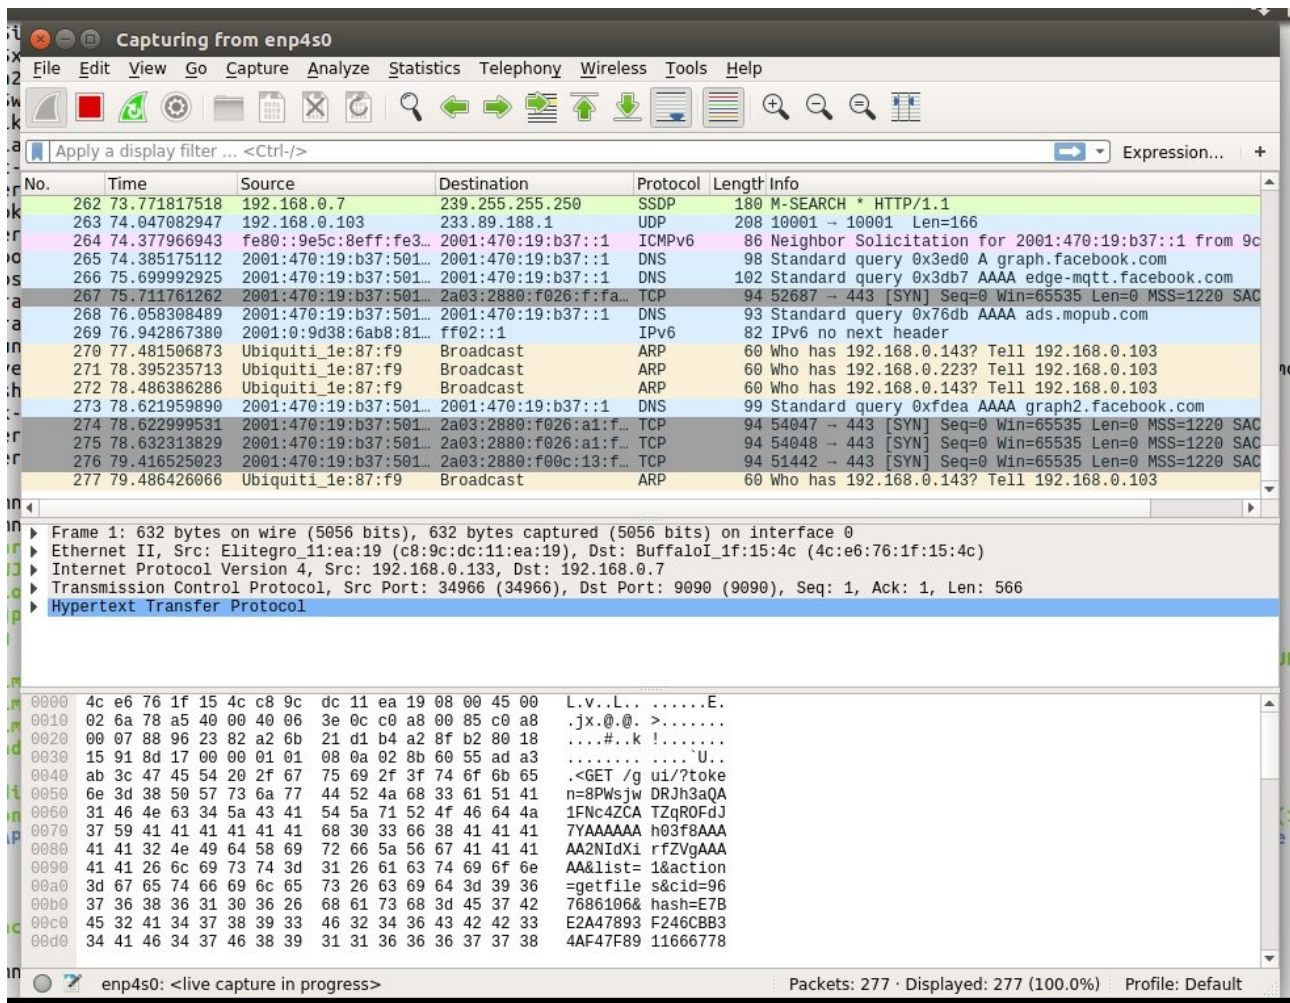 Capturing from enp4s0
File Edit View Go Capture Analyze Statistics Telephony Wireless Tools Help
Apply a display filter ... <Ctrl-/> Expression... +
No. Time Source Destination Protocol Length Info
262 73.771817518 192.168.0.7 239.255.255.250 SSDP 180 M-SEARCH * HTTP/1.1
263 74.047082947 192.168.0.103 233.89.188.1 UDP 208 10001 → 10001 Len=166
264 74.377966943 fe80::9e5c:8eff:fe3… 2001:470:19:b37::1 ICMPv6 86 Neighbor Solicitation for 2001:470:19:b37::1 from 9c
265 74.385175112 2001:470:19:b37:501… 2001:470:19:b37::1 DNS 98 Standard query 0x3ed0 A graph.facebook.com
266 75.699992925 2001:470:19:b37:501… 2001:470:19:b37::1 DNS 102 Standard query 0x3db7 AAAA edge-mqtt.facebook.com
267 75.711761262 2001:470:19:b37:501… 2a03:2880:f026:f:fa… TCP 94 52687 → 443 [SYN] Seq=0 Win=65535 Len=0 MSS=1220 SAC
268 76.058308489 2001:470:19:b37:501… 2001:470:19:b37::1 DNS 93 Standard query 0x76db AAAA ads.mopub.com
269 76.942867380 2001:0:9d38:6ab8:81… ff02::1 IPv6 82 IPv6 no next header
270 77.481506873 Ubiquiti_1e:87:f9 Broadcast ARP 60 Who has 192.168.0.143? Tell 192.168.0.103
271 78.395235713 Ubiquiti_1e:87:f9 Broadcast ARP 60 Who has 192.168.0.223? Tell 192.168.0.103
272 78.486386286 Ubiquiti_1e:87:f9 Broadcast ARP 60 Who has 192.168.0.143? Tell 192.168.0.103
273 78.621959890 2001:470:19:b37:501… 2001:470:19:b37::1 DNS 99 Standard query 0xfdea AAAA graph2.facebook.com
274 78.622999531 2001:470:19:b37:501… 2a03:2880:f026:a1:f… TCP 94 54047 → 443 [SYN] Seq=0 Win=65535 Len=0 MSS=1220 SAC
275 78.632313829 2001:470:19:b37:501… 2a03:2880:f026:a1:f… TCP 94 54048 → 443 [SYN] Seq=0 Win=65535 Len=0 MSS=1220 SAC
276 79.416525023 2001:470:19:b37:501… 2a03:2880:f00c:13:f… TCP 94 51442 → 443 [SYN] Seq=0 Win=65535 Len=0 MSS=1220 SAC
277 79.486426066 Ubiquiti_1e:87:f9 Broadcast ARP 60 Who has 192.168.0.143? Tell 192.168.0.103
Frame 1: 632 bytes on wire (5056 bits), 632 bytes captured (5056 bits) on interface 0
Ethernet II, Src: Elitegro_11:ea:19 (c8:9c:dc:11:ea:19), Dst: BuffaloI_1f:15:4c (4c:e6:76:1f:15:4c)
Internet Protocol Version 4, Src: 192.168.0.133, Dst: 192.168.0.7
Transmission Control Protocol, Src Port: 34966 (34966), Dst Port: 9090 (9090), Seq: 1, Ack: 1, Len: 566
Hypertext Transfer Protocol
0000 4c e6 76 1f 15 4c c8 9c dc 11 ea 19 08 00 45 00 L.v..L.. ......E.
0010 02 6a 78 a5 40 00 40 06 3e 0c c0 a8 00 85 c0 a8 .jx.@.@. >.......
0020 00 07 88 96 23 82 a2 6b 21 d1 b4 a2 8f b2 80 18 ....#..k !.......
0030 15 91 8d 17 00 00 01 01 08 0a 02 8b 60 55 ad a3 ........ ....`U..
0040 ab 3c 47 45 54 20 2f 67 75 69 2f 3f 74 6f 6b 65 .<GET /g ui/?toke
0050 6e 3d 38 50 57 73 6a 77 44 52 4a 68 33 61 51 41 n=8PWsjw DRJh3aQA
0060 31 46 4e 63 34 5a 43 41 54 5a 71 52 4f 46 64 4a 1FNc4ZCA TZqROFdJ
0070 37 59 41 41 41 41 41 41 68 30 33 66 38 41 41 41 7YAAAAAA h03f8AAA
0080 41 41 32 4e 49 64 58 69 72 66 5a 56 67 41 41 41 AA2NIdXi rfZVgAAA
0090 41 41 26 6c 69 73 74 3d 31 26 61 63 74 69 6f 6e AA&list= 1&action
00a0 3d 67 65 74 66 69 6c 65 73 26 63 69 64 3d 39 36 =getfile s&cid=96
00b0 37 36 38 36 31 30 36 26 68 61 73 68 3d 45 37 42 7686106& hash=E7B
00c0 45 32 41 34 37 38 39 33 46 32 34 36 43 42 42 33 E2A47893 F246CBB3
00d0 34 41 46 34 37 46 38 39 31 31 36 36 36 37 37 38 4AF47F89 11666778
enp4s0: <live capture in progress> Packets: 277 · Displayed: 277 (100.0%) Profile: Default